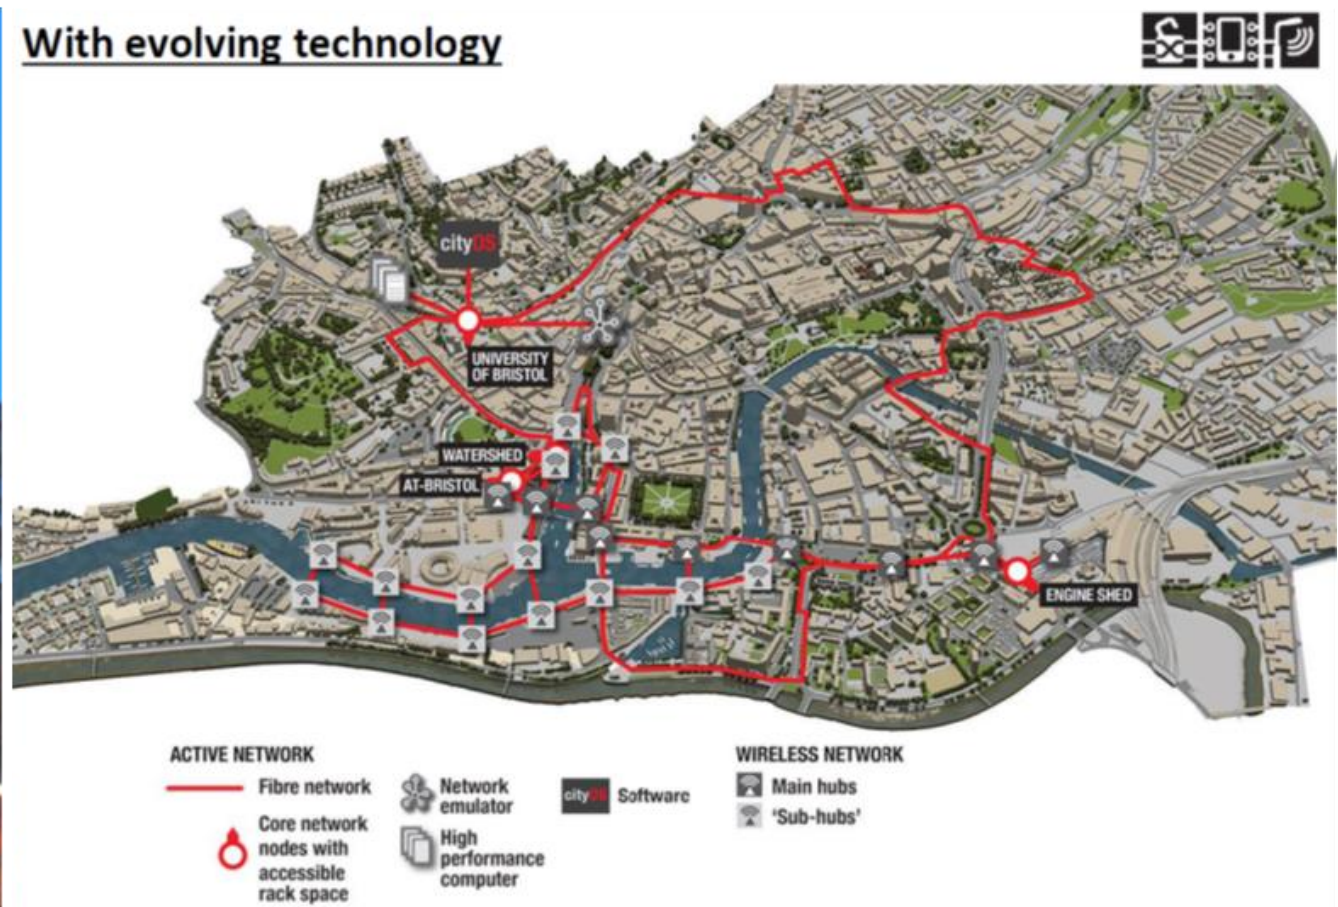 With evolving technology
cityOS
UNIVERSITY
OF BRISTOL
WATERSHED
AT-BRISTOL
ENGINE SHED
ACTIVE NETWORK
Fibre network
Core network
nodes with
accessible
rack space
Network
emulator
High
performance
computer
cityOS Software
WIRELESS NETWORK
Main hubs
'Sub-hubs'